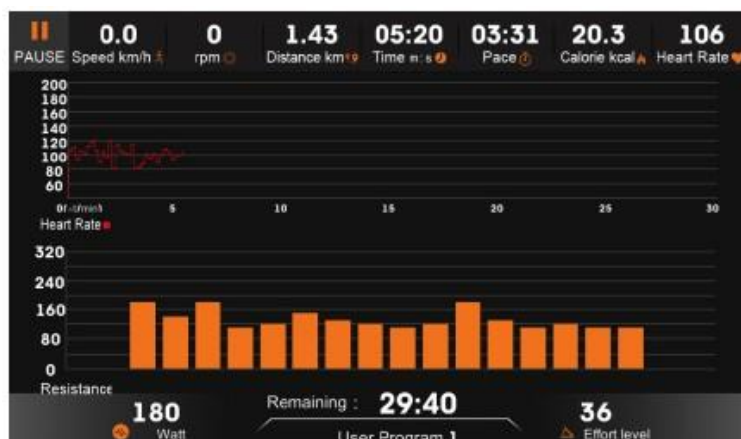 0.0 0 1.43 05:20 03:31 20.3 106
PAUSE Speed km/h rpm Distance km Time m: s Pace Calorie kcal Heart Rate
200
180
160
140
120
100
80
60
0 5 10 15 20 25 30
Heart Rate
320
240
160
80
0
Resistance
180 Remaining : 29:40 36
Watt User Program 1 Effort level